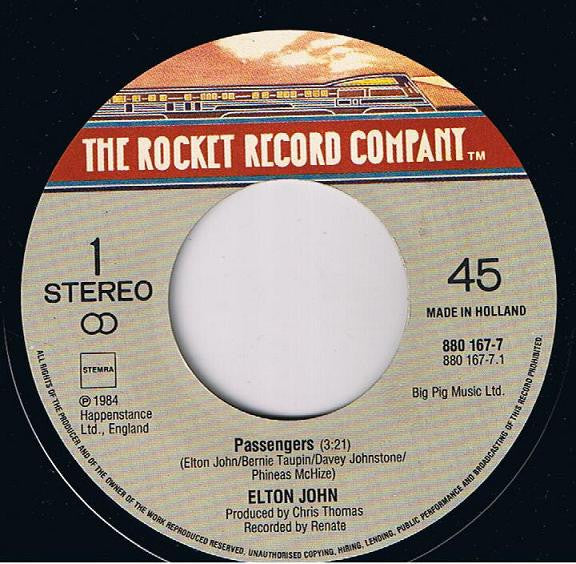 THE ROCKET RECORD COMPANY TM
1
STEREO
45
MADE IN HOLLAND
880 167-7
880 167-7.1
STEMRA
Big Pig Music Ltd.
℗ 1984
Happenstance
Ltd., England
Passengers (3:21)
(Elton John/Bernie Taupin/Davey Johnstone/
Phineas McHize)
ELTON JOHN
Produced by Chris Thomas
Recorded by Renate
ALL RIGHTS OF THE PRODUCER AND OF THE OWNER OF THE WORK REPRODUCED RESERVED. UNAUTHORISED COPYING, HIRING, LENDING, PUBLIC PERFORMANCE AND BROADCASTING OF THIS RECORD PROHIBITED.